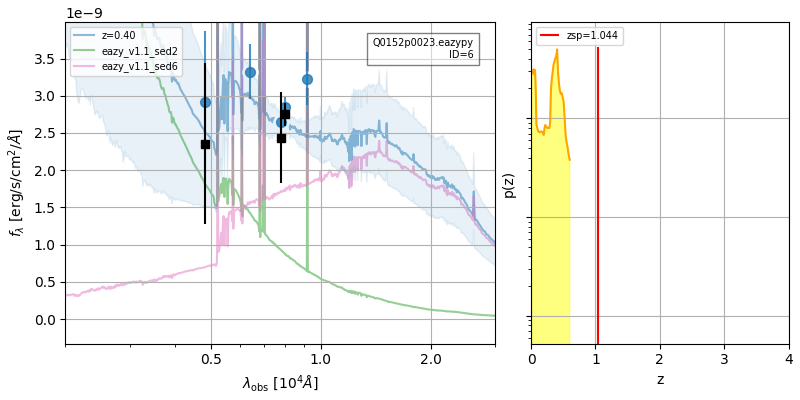 1e−9
z=0.40
eazy_v1.1_sed2
eazy_v1.1_sed6
Q0152p0023.eazypy
ID=6
3.5
3.0
2.5
2.0
1.5
1.0
0.5
0.0
fλ [erg/s/cm²/Å]
0.5
1.0
2.0
λobs [10⁴Å]
zsp=1.044
p(z)
0
1
2
3
4
z